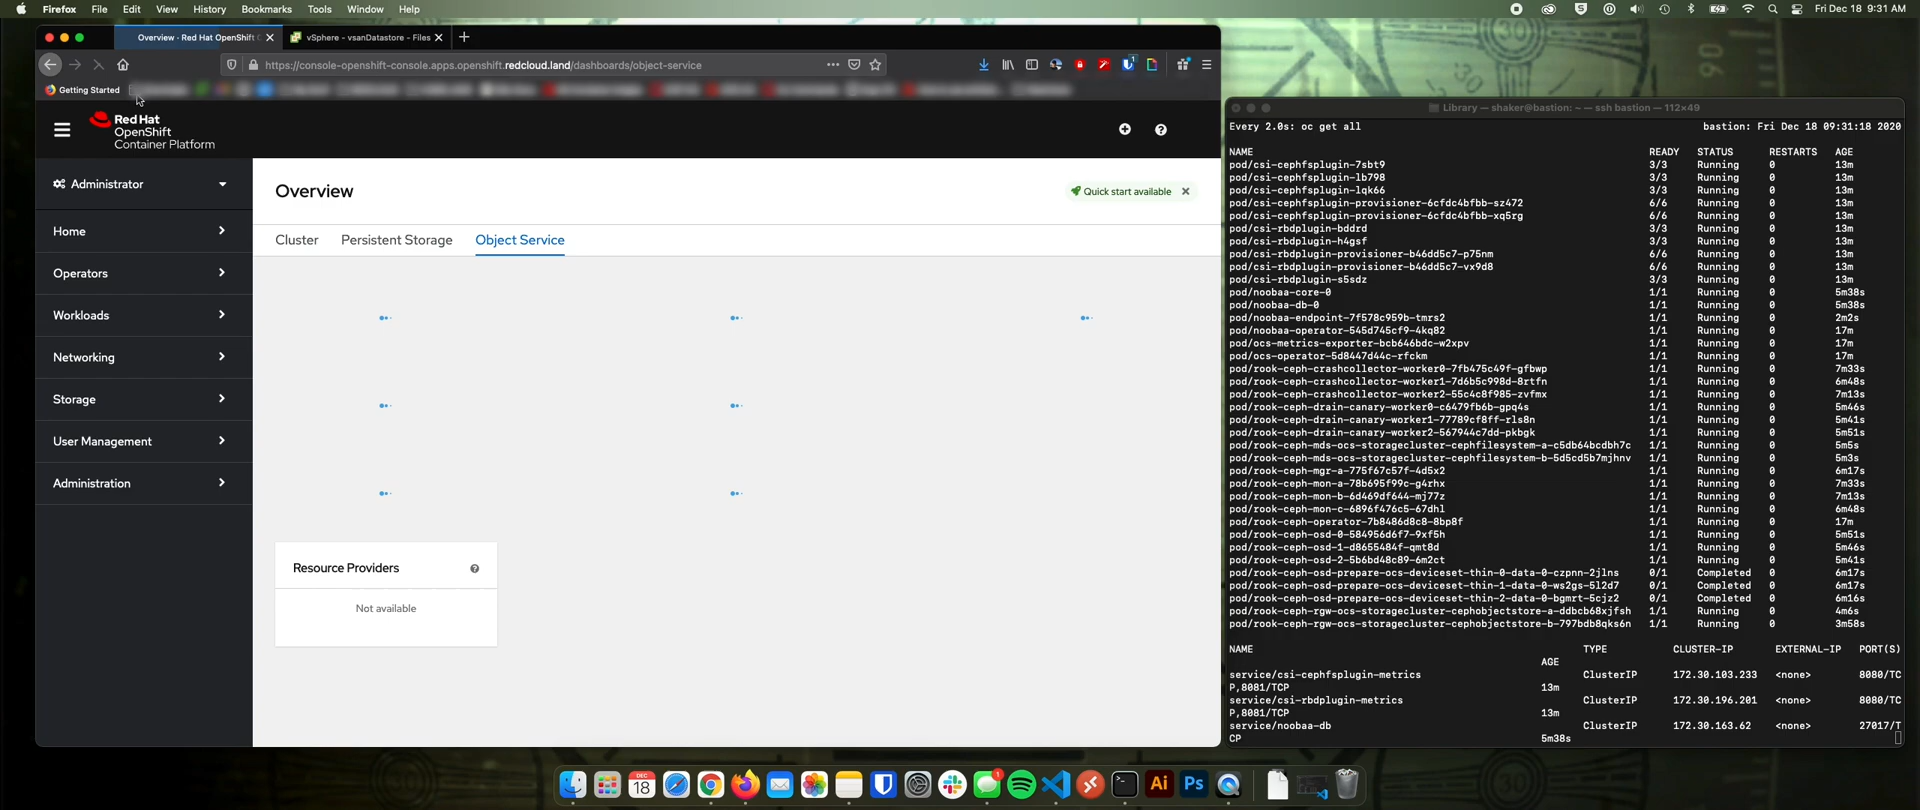 Firefox File Edit View History Bookmarks Tools Window Help
Fri Dec 18 9:31 AM
Overview · Red Hat OpenShift C
vSphere - vsanDatastore - Files
https://console-openshift-console.apps.openshift.redcloud.land/dashboards/object-service
Getting Started
Red Hat
OpenShift
Container Platform
Administrator
Home
Operators
Workloads
Networking
Storage
User Management
Administration
Overview
Quick start available
Cluster Persistent Storage Object Service
Resource Providers
Not available
Library — shaker@bastion: ~ — ssh bastion — 112×49
Every 2.0s: oc get all bastion: Fri Dec 18 09:31:18 2020
NAME READY STATUS RESTARTS AGE
pod/csi-cephfsplugin-7sbt9 3/3 Running 0 13m
pod/csi-cephfsplugin-lb798 3/3 Running 0 13m
pod/csi-cephfsplugin-lqk66 3/3 Running 0 13m
pod/csi-cephfsplugin-provisioner-6cfdc4bfbb-sz472 6/6 Running 0 13m
pod/csi-cephfsplugin-provisioner-6cfdc4bfbb-xq5rg 6/6 Running 0 13m
pod/csi-rbdplugin-bddrd 3/3 Running 0 13m
pod/csi-rbdplugin-h4gsf 3/3 Running 0 13m
pod/csi-rbdplugin-provisioner-b46dd5c7-p75nm 6/6 Running 0 13m
pod/csi-rbdplugin-provisioner-b46dd5c7-vx9d8 6/6 Running 0 13m
pod/csi-rbdplugin-s5sdz 3/3 Running 0 13m
pod/noobaa-core-0 1/1 Running 0 5m38s
pod/noobaa-db-0 1/1 Running 0 5m38s
pod/noobaa-endpoint-7f578c959b-tmrs2 1/1 Running 0 2m2s
pod/noobaa-operator-545d745cf9-4kq82 1/1 Running 0 17m
pod/ocs-metrics-exporter-bcb646bdc-w2xpv 1/1 Running 0 17m
pod/ocs-operator-5d8447d44c-rfckm 1/1 Running 0 17m
pod/rook-ceph-crashcollector-worker0-7fb475c49f-gfbwp 1/1 Running 0 7m33s
pod/rook-ceph-crashcollector-worker1-7d6b5c998d-8rtfn 1/1 Running 0 6m48s
pod/rook-ceph-crashcollector-worker2-55c4c8f985-zvfmx 1/1 Running 0 7m13s
pod/rook-ceph-drain-canary-worker0-c6479fb6b-gpq4s 1/1 Running 0 5m46s
pod/rook-ceph-drain-canary-worker1-77789cf8ff-rls8n 1/1 Running 0 5m41s
pod/rook-ceph-drain-canary-worker2-567944c7dd-pkbgk 1/1 Running 0 5m51s
pod/rook-ceph-mds-ocs-storagecluster-cephfilesystem-a-c5db64bcdbh7c 1/1 Running 0 5m5s
pod/rook-ceph-mds-ocs-storagecluster-cephfilesystem-b-5d5cd5b7mjhnv 1/1 Running 0 5m3s
pod/rook-ceph-mgr-a-775f67c57f-4d5x2 1/1 Running 0 6m17s
pod/rook-ceph-mon-a-78b695f99c-g4rhx 1/1 Running 0 7m33s
pod/rook-ceph-mon-b-6d469df644-mj77z 1/1 Running 0 7m13s
pod/rook-ceph-mon-c-6896f476c5-67dhl 1/1 Running 0 6m48s
pod/rook-ceph-operator-7b8486d8c8-8bp8f 1/1 Running 0 17m
pod/rook-ceph-osd-0-584956d6f7-9xf5h 1/1 Running 0 5m51s
pod/rook-ceph-osd-1-d8655484f-qmt8d 1/1 Running 0 5m46s
pod/rook-ceph-osd-2-5b6bd48c89-6m2ct 1/1 Running 0 5m41s
pod/rook-ceph-osd-prepare-ocs-deviceset-thin-0-data-0-czpnn-2jlns 0/1 Completed 0 6m17s
pod/rook-ceph-osd-prepare-ocs-deviceset-thin-1-data-0-ws2gs-5l2d7 0/1 Completed 0 6m17s
pod/rook-ceph-osd-prepare-ocs-deviceset-thin-2-data-0-bgmrt-5cjz2 0/1 Completed 0 6m16s
pod/rook-ceph-rgw-ocs-storagecluster-cephobjectstore-a-ddbcb68xjfsh 1/1 Running 0 4m6s
pod/rook-ceph-rgw-ocs-storagecluster-cephobjectstore-b-797bdb8qks6n 1/1 Running 0 3m58s
NAME TYPE CLUSTER-IP EXTERNAL-IP PORT(S)
AGE
service/csi-cephfsplugin-metrics ClusterIP 172.30.103.233 <none> 8080/TC
P,8081/TCP 13m
service/csi-rbdplugin-metrics ClusterIP 172.30.196.201 <none> 8080/TC
P,8081/TCP 13m
service/noobaa-db ClusterIP 172.30.163.62 <none> 27017/T
CP 5m38s
DEC
18
1
Ai
Ps